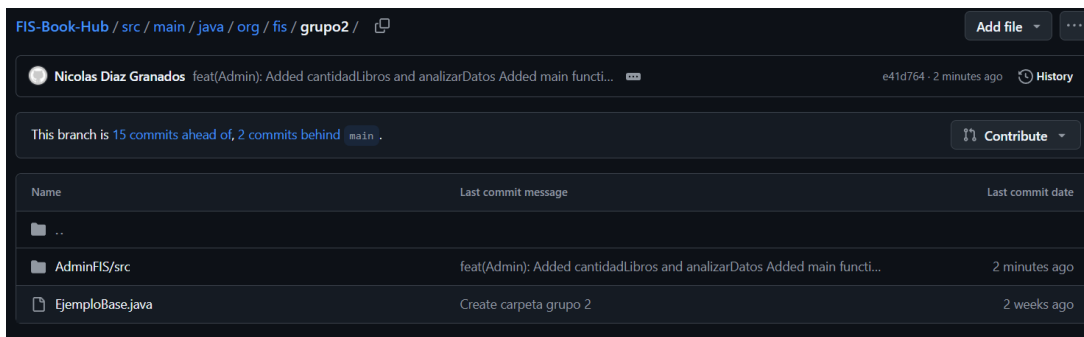 FIS-Book-Hub / src / main / java / org / fis / grupo2 /
Add file
Nicolas Diaz Granados feat(Admin): Added cantidadLibros and analizarDatos Added main functi...
e41d764 · 2 minutes ago
History
This branch is 15 commits ahead of, 2 commits behind main .
Contribute
Name Last commit message Last commit date
..
AdminFIS/src feat(Admin): Added cantidadLibros and analizarDatos Added main functi... 2 minutes ago
EjemploBase.java Create carpeta grupo 2 2 weeks ago